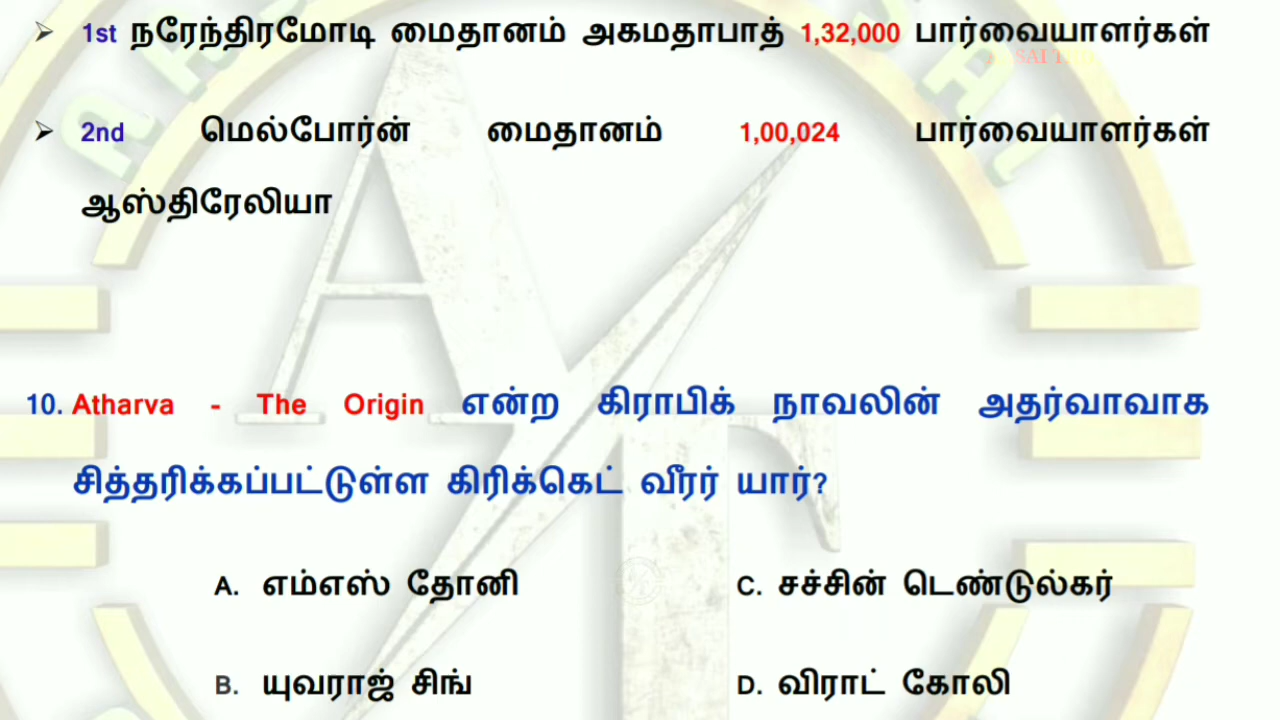 ➢ 1st நரேந்திரமோடி மைதானம் அகமதாபாத் 1,32,000 பார்வையாளர்கள்
➢ 2nd மெல்போர்ன் மைதானம் 1,00,024 பார்வையாளர்கள்
ஆஸ்திரேலியா
10. Atharva - The Origin என்ற கிராபிக் நாவலின் அதர்வாவாக
சித்தரிக்கப்பட்டுள்ள கிரிக்கெட் வீரர் யார்?
A. எம்எஸ் தோனி
C. சச்சின் டெண்டுல்கர்
B. யுவராஜ் சிங்
D. விராட் கோலி